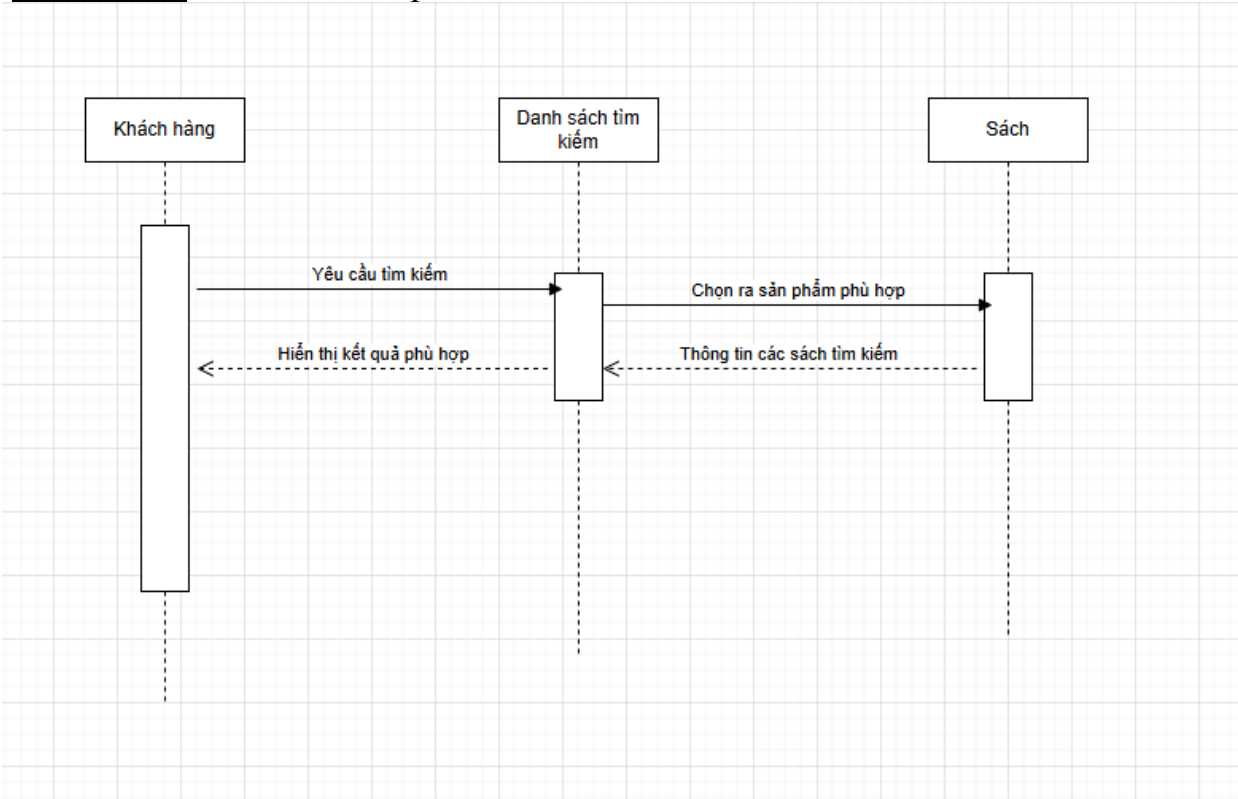 Khách hàng
Danh sách tìm
kiếm
Sách
Yêu cầu tìm kiếm
Chọn ra sản phẩm phù hợp
Hiển thị kết quả phù hợp
Thông tin các sách tìm kiếm